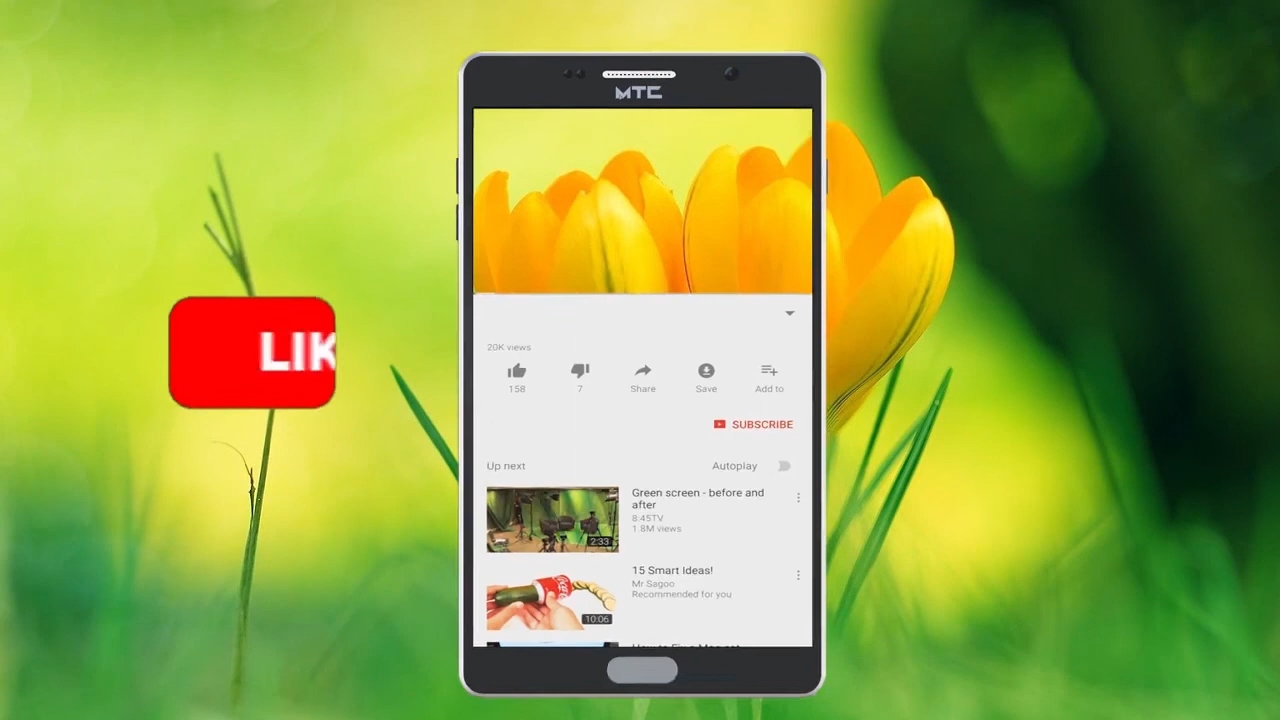 MTC
LIK
20K views
158
7
Share
Save
Add to
SUBSCRIBE
Up next
Autoplay
Green screen - before and
after
8:45TV
1.8M views
2:33
15 Smart Ideas!
Mr Sagoo
Recommended for you
10:06